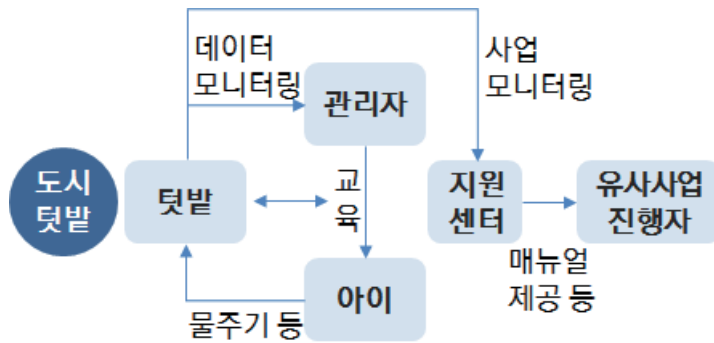 데이터
모니터링
사업
모니터링
관리자
도시
텃밭
텃밭
교
육
지원
센터
유사사업
진행자
매뉴얼
제공 등
물주기 등
아이